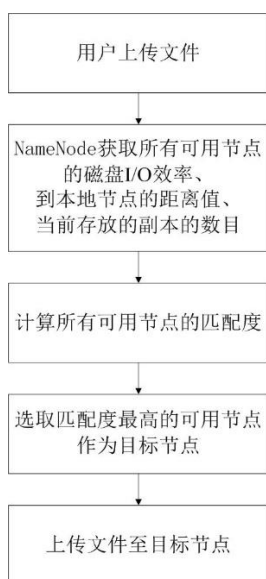 用户上传文件
NameNode获取所有可用节点
的磁盘I/O效率、
到本地节点的距离值、
当前存放的副本的数目
计算所有可用节点的匹配度
选取匹配度最高的可用节点
作为目标节点
上传文件至目标节点